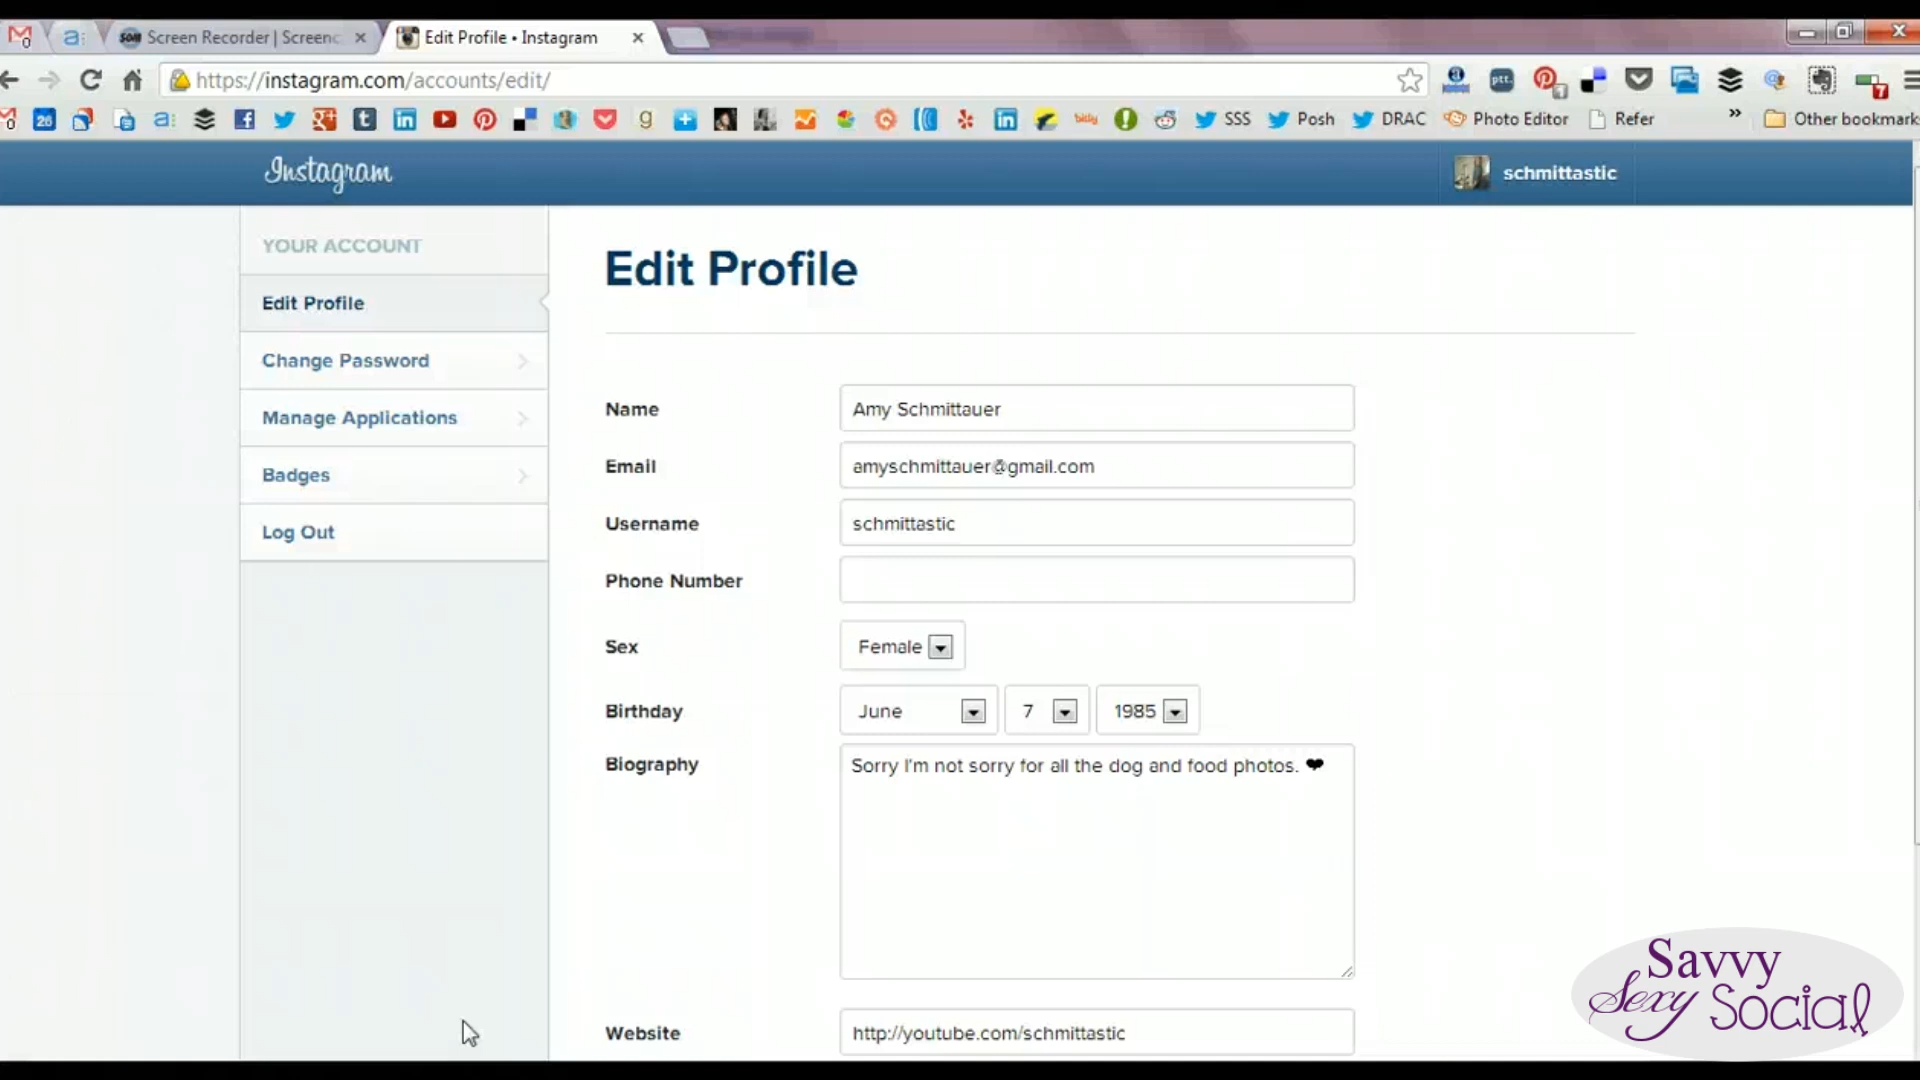 Screen Recorder | Screenc
Edit Profile • Instagram
https://instagram.com/accounts/edit/
SSS Posh DRAC Photo Editor Refer » Other bookmark
Instagram
schmittastic
YOUR ACCOUNT
Edit Profile
Change Password
Manage Applications
Badges
Log Out
Edit Profile
Name Amy Schmittauer
Email amyschmittauer@gmail.com
Username schmittastic
Phone Number
Sex Female
Birthday June 7 1985
Biography Sorry I'm not sorry for all the dog and food photos. ❤
Website http://youtube.com/schmittastic
Savvy
Sexy Social